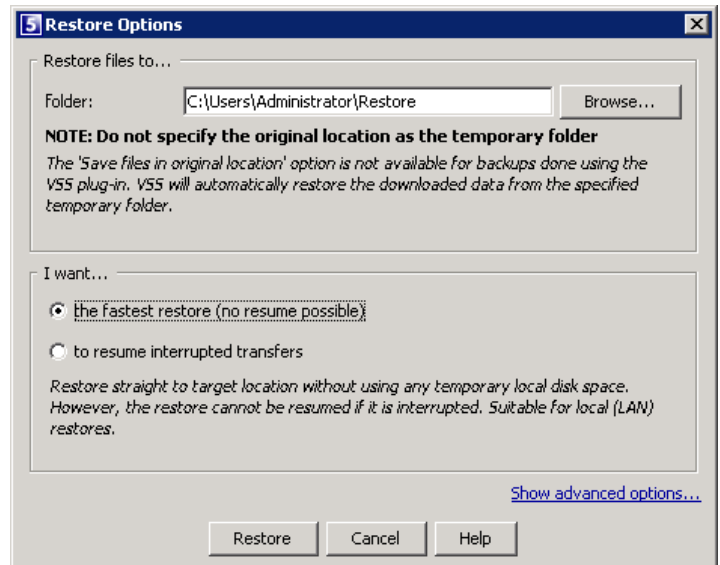 5 Restore Options
Restore files to...
Folder: C:\Users\Administrator\Restore Browse...
NOTE: Do not specify the original location as the temporary folder
The 'Save files in original location' option is not available for backups done using the
VSS plug-in. VSS will automatically restore the downloaded data from the specified
temporary folder.
I want...
the fastest restore (no resume possible)
to resume interrupted transfers
Restore straight to target location without using any temporary local disk space.
However, the restore cannot be resumed if it is interrupted. Suitable for local (LAN)
restores.
Show advanced options...
Restore Cancel Help